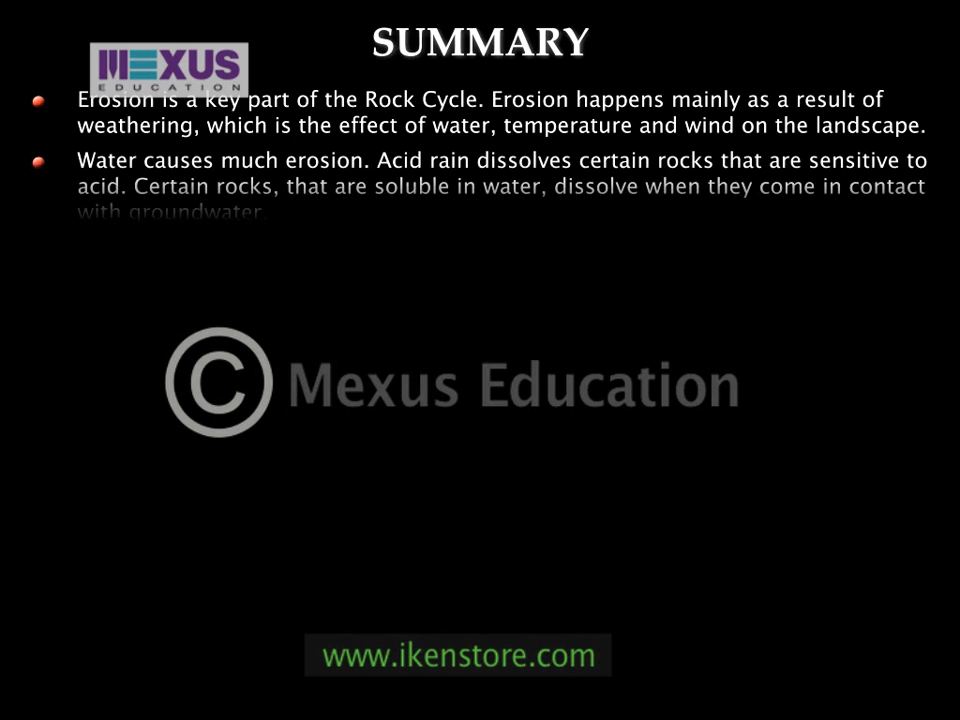 SUMMARY
MEXUS
EDUCATION
Erosion is a key part of the Rock Cycle. Erosion happens mainly as a result of
weathering, which is the effect of water, temperature and wind on the landscape.
Water causes much erosion. Acid rain dissolves certain rocks that are sensitive to
acid. Certain rocks, that are soluble in water, dissolve when they come in contact
with groundwater.
© Mexus Education
www.ikenstore.com